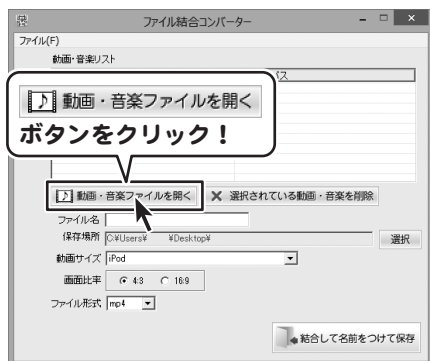 ファイル結合コンバーター
ファイル(F)
動画・音楽リスト
パス
動画・音楽ファイルを開く
ボタンをクリック！
動画・音楽ファイルを開く
選択されている動画・音楽を削除
ファイル名
保存場所 C:¥Users¥ ¥Desktop¥ 選択
動画サイズ iPod
画面比率 4:3 16:9
ファイル形式 mp4
結合して名前をつけて保存